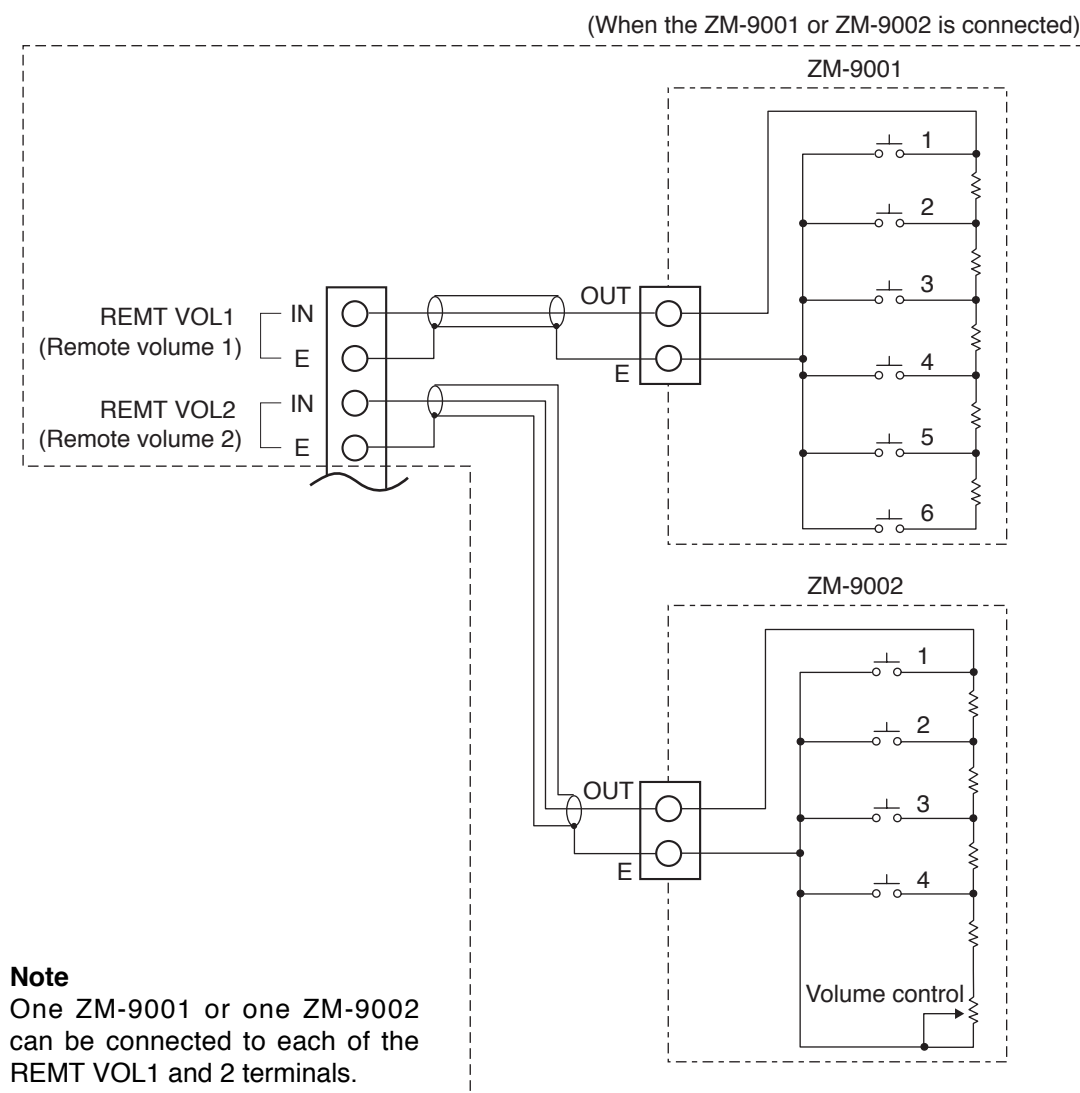 (When the ZM-9001 or ZM-9002 is connected)
ZM-9001
1
2
3
4
5
6
OUT
E
REMT VOL1
(Remote volume 1)
IN
E
REMT VOL2
(Remote volume 2)
IN
E
ZM-9002
1
2
3
4
OUT
E
Volume control
Note
One ZM-9001 or one ZM-9002
can be connected to each of the
REMT VOL1 and 2 terminals.